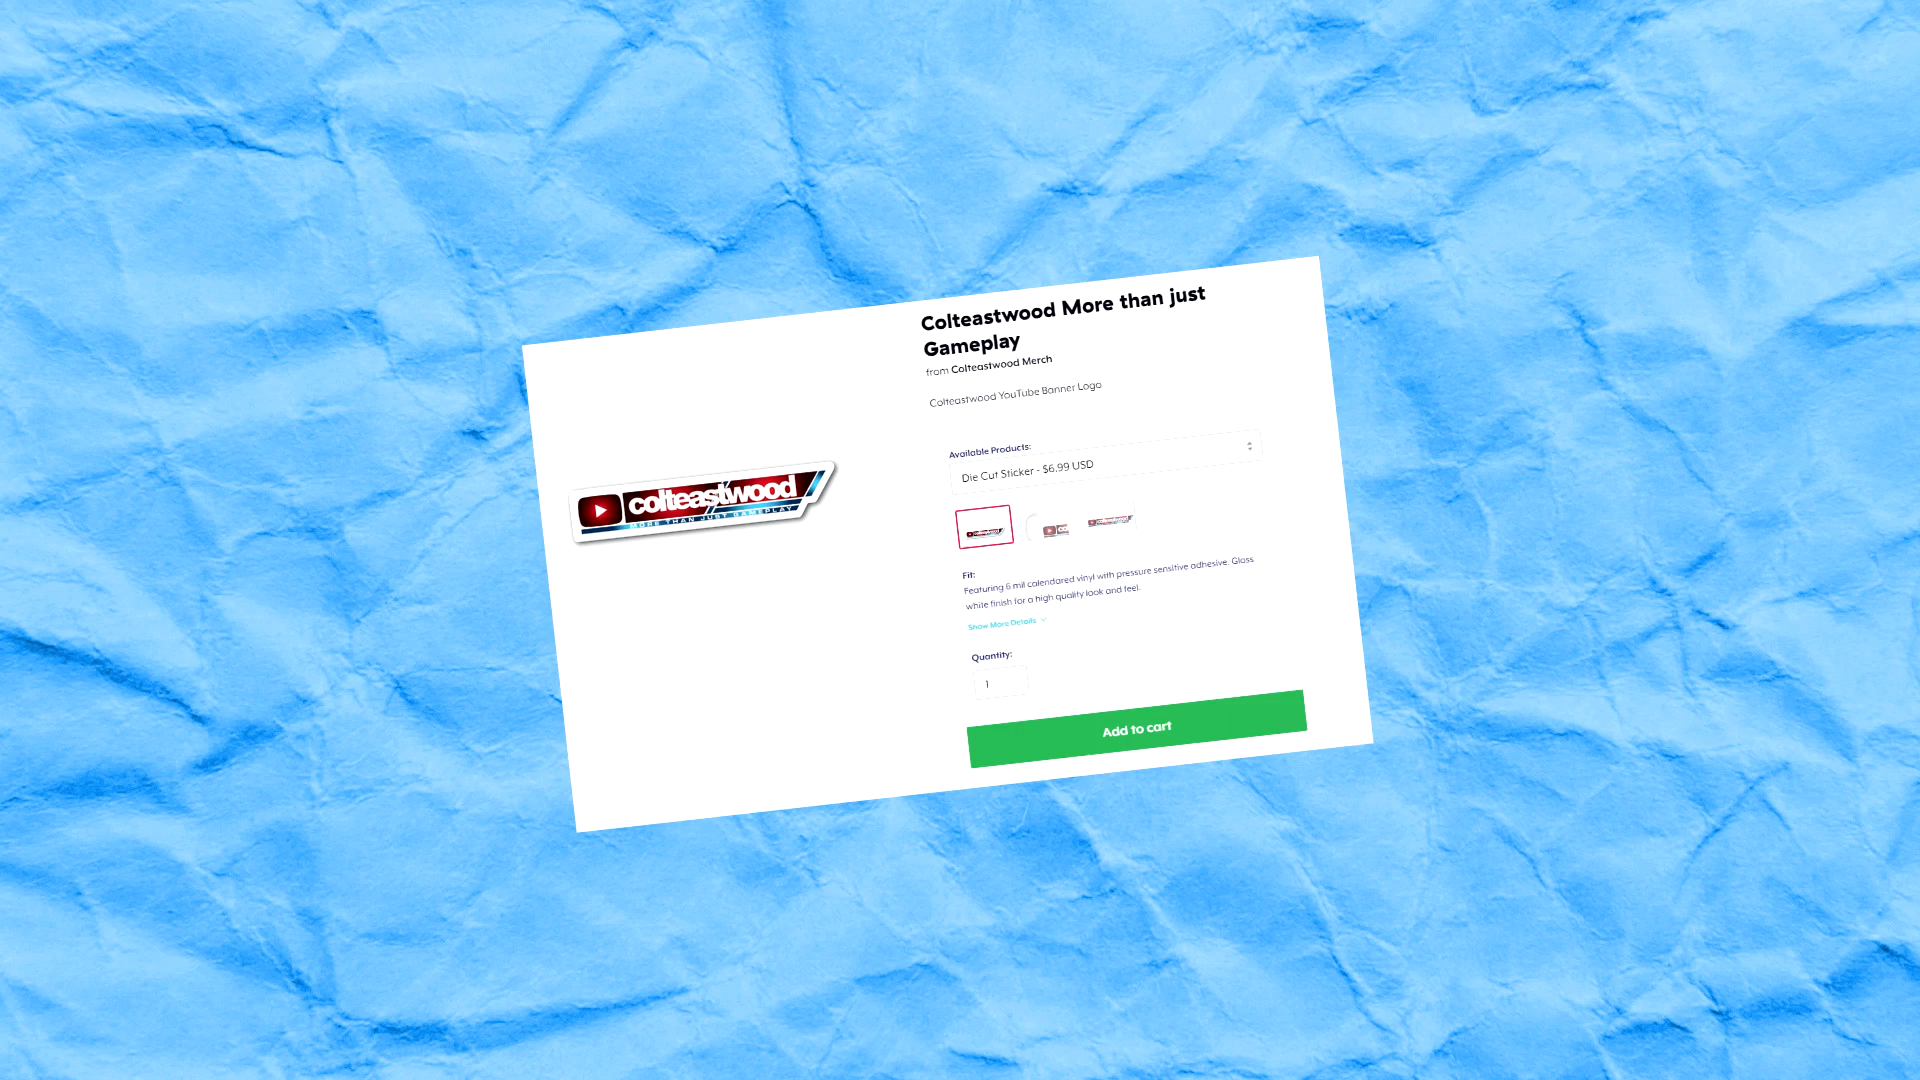 colteastwood
MORE THAN JUST GAMEPLAY
Colteastwood More than just
Gameplay
from Colteastwood Merch
Colteastwood YouTube Banner Logo
Available Products:
Die Cut Sticker - $6.99 USD
Fit:
Featuring 6 mil calendared vinyl with pressure sensitive adhesive. Gloss
white finish for a high quality look and feel.
Show More Details
Quantity:
1
Add to cart